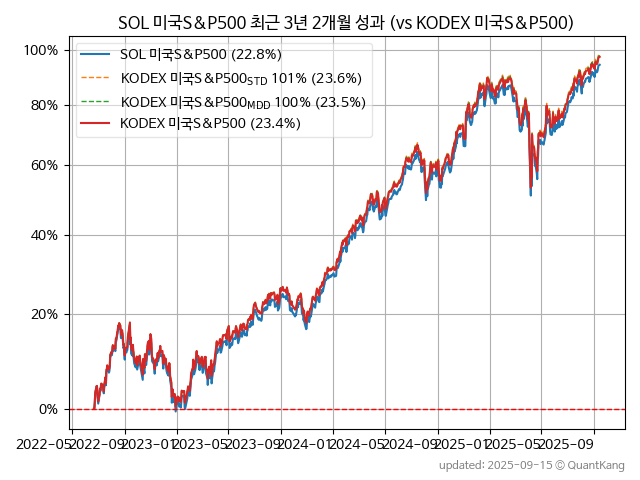 SOL 미국S&P500 최근 3년 2개월 성과 (vs KODEX 미국S&P500)
SOL 미국S&P500 (22.8%)
KODEX 미국S&P500STD 101% (23.6%)
KODEX 미국S&P500MDD 100% (23.5%)
KODEX 미국S&P500 (23.4%)
100%
80%
60%
40%
20%
0%
2022-05 2022-09 2023-01 2023-05 2023-09 2024-01 2024-05 2024-09 2025-01 2025-05 2025-09
updated: 2025-09-15 © QuantKang